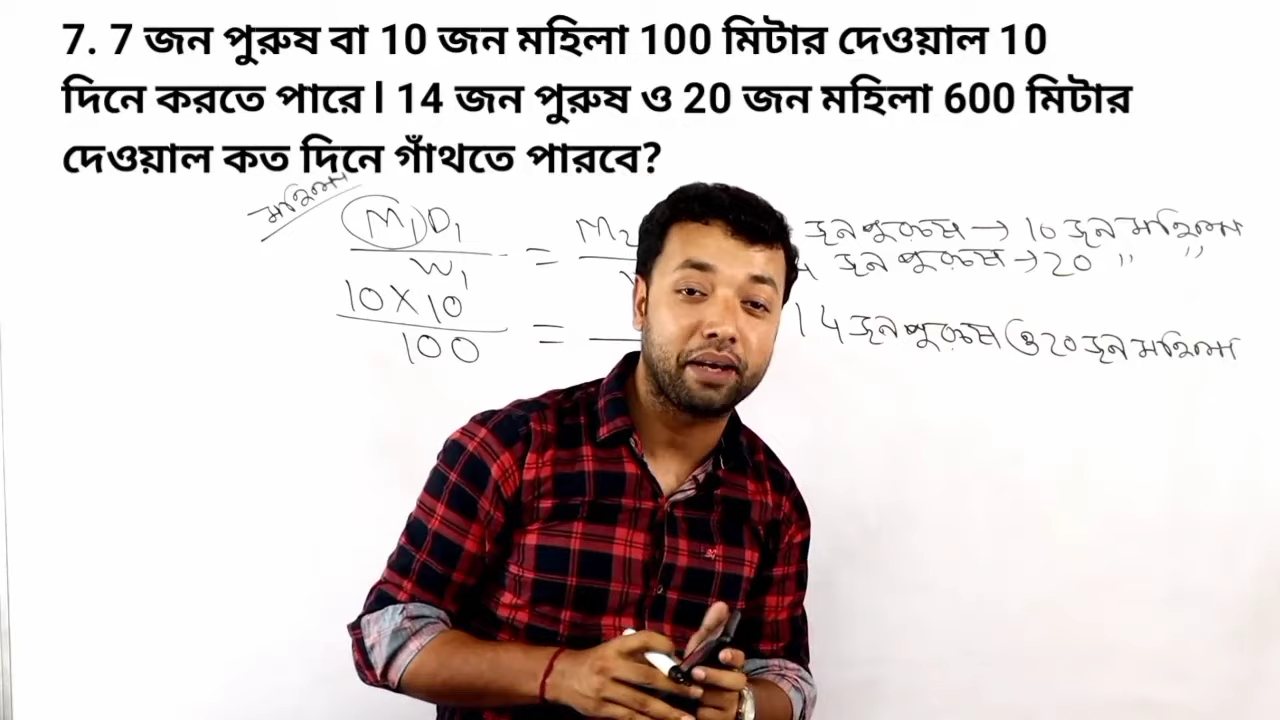 7. 7 জন পুরুষ বা 10 জন মহিলা 100 মিটার দেওয়াল 10
দিনে করতে পারে l 14 জন পুরুষ ও 20 জন মহিলা 600 মিটার
দেওয়াল কত দিনে গাঁথতে পারবে?
মহিলা
M₁D₁ / W₁ = M₂
জন পুরুষ → 10 জন মহিলা
জন পুরুষ → 20 " "
10 X 10 / 100 =
14 জন পুরুষ ও 20 জন মহিলা